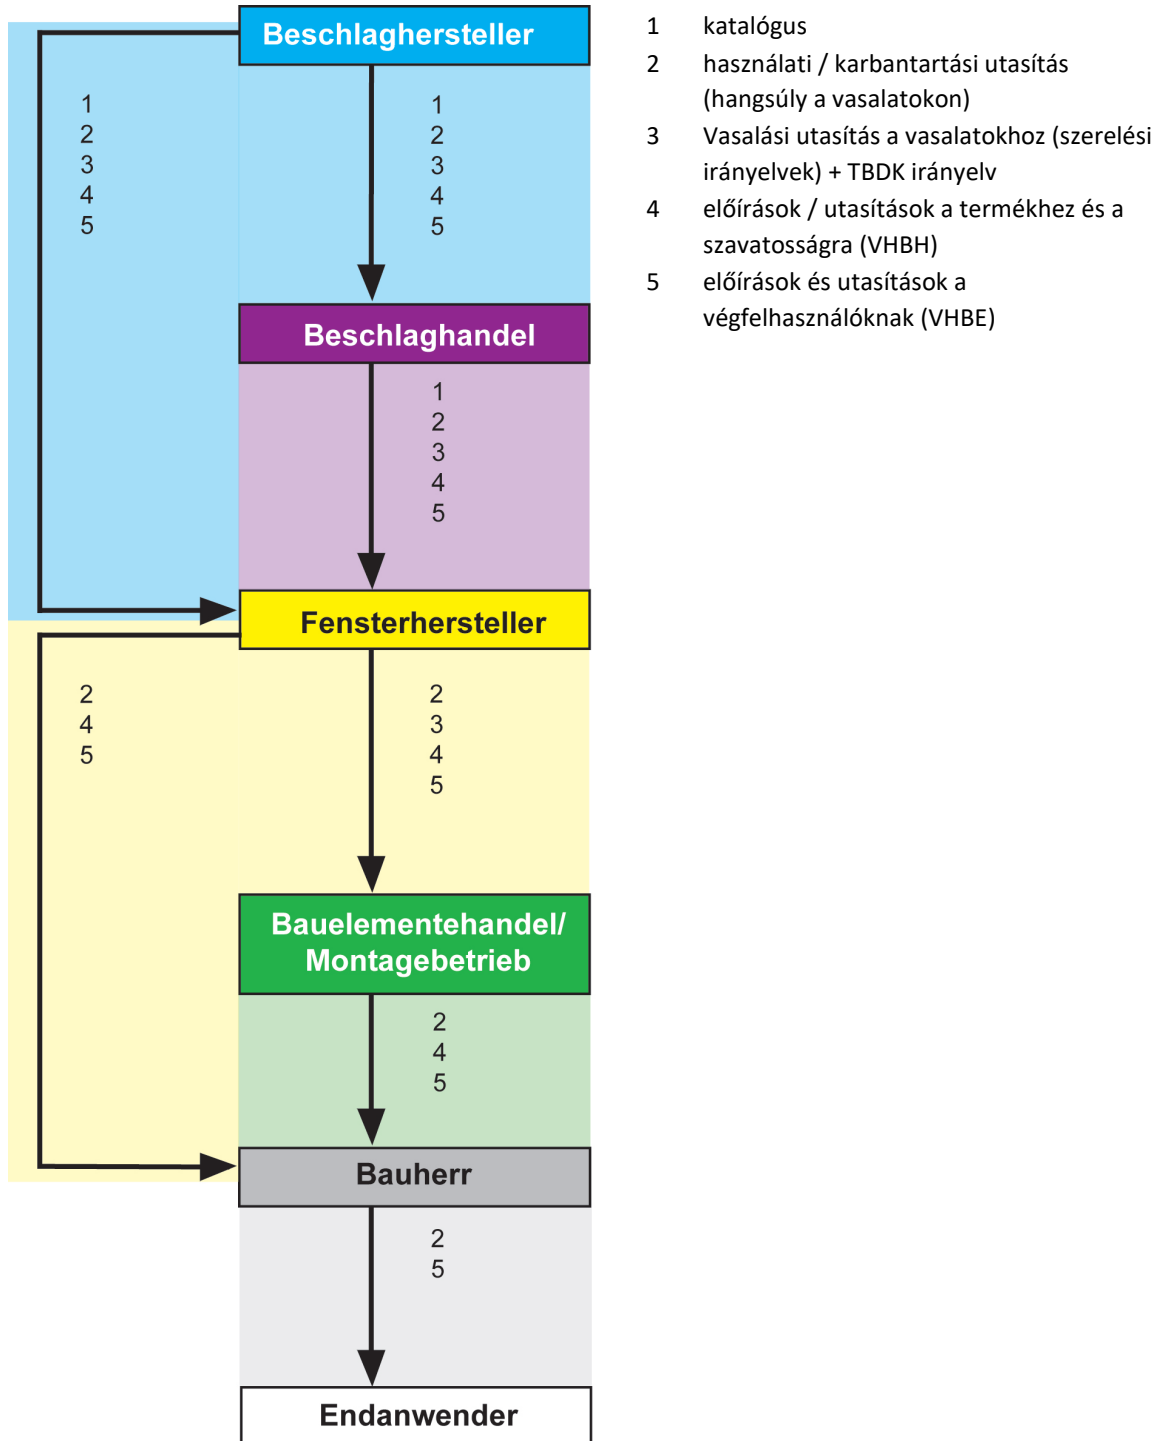 Beschlaghersteller
1
2
3
4
5
1
2
3
4
5
Beschlaghandel
1
2
3
4
5
Fensterhersteller
2
4
5
2
3
4
5
Bauelementehandel/
Montagebetrieb
2
4
5
Bauherr
2
5
Endanwender
1 katalógus
2 használati / karbantartási utasítás
(hangsúly a vasalatokon)
3 Vasalási utasítás a vasalatokhoz (szerelési
irányelvek) + TBDK irányelv
4 előírások / utasítások a termékhez és a
szavatosságra (VHBH)
5 előírások és utasítások a
végfelhasználóknak (VHBE)